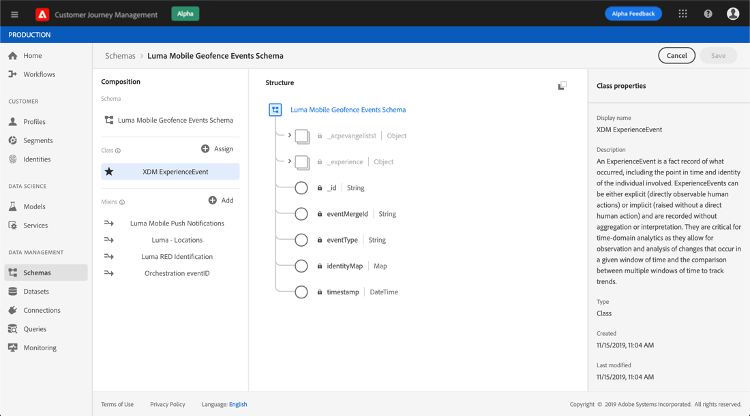 Customer Journey Management
Alpha
Alpha Feedback
PRODUCTION
Home
Workflows
CUSTOMER
Profiles
Segments
Identities
DATA SCIENCE
Models
Services
DATA MANAGEMENT
Schemas
Datasets
Connections
Queries
Monitoring
Schemas > Luma Mobile Geofence Events Schema
Cancel
Save
Composition
Schema
Luma Mobile Geofence Events Schema
Class
Assign
XDM ExperienceEvent
Mixins
Add
Luma Mobile Push Notifications
Luma - Locations
Luma RED Identification
Orchestration eventID
Structure
Luma Mobile Geofence Events Schema
_acpevangelists1 | Object
_experience | Object
_id | String
eventMergeId | String
eventType | String
identityMap | Map
timestamp | DateTime
Class properties
Display name
XDM ExperienceEvent
Description
An ExperienceEvent is a fact record of what
occurred, including the point in time and identity
of the individual involved. ExperienceEvents can
be either explicit (directly observable human
actions) or implicit (raised without a direct
human action) and are recorded without
aggregation or interpretation. They are critical for
time-domain analytics as they allow for
observation and analysis of changes that occur in
a given window of time and the comparison
between multiple windows of time to track
trends.
Type
Class
Created
11/15/2019, 11:04 AM
Last modified
11/15/2019, 11:04 AM
Terms of Use
Privacy Policy
Language: English
Copyright © 2019 Adobe Systems Incorporated. All rights reserved